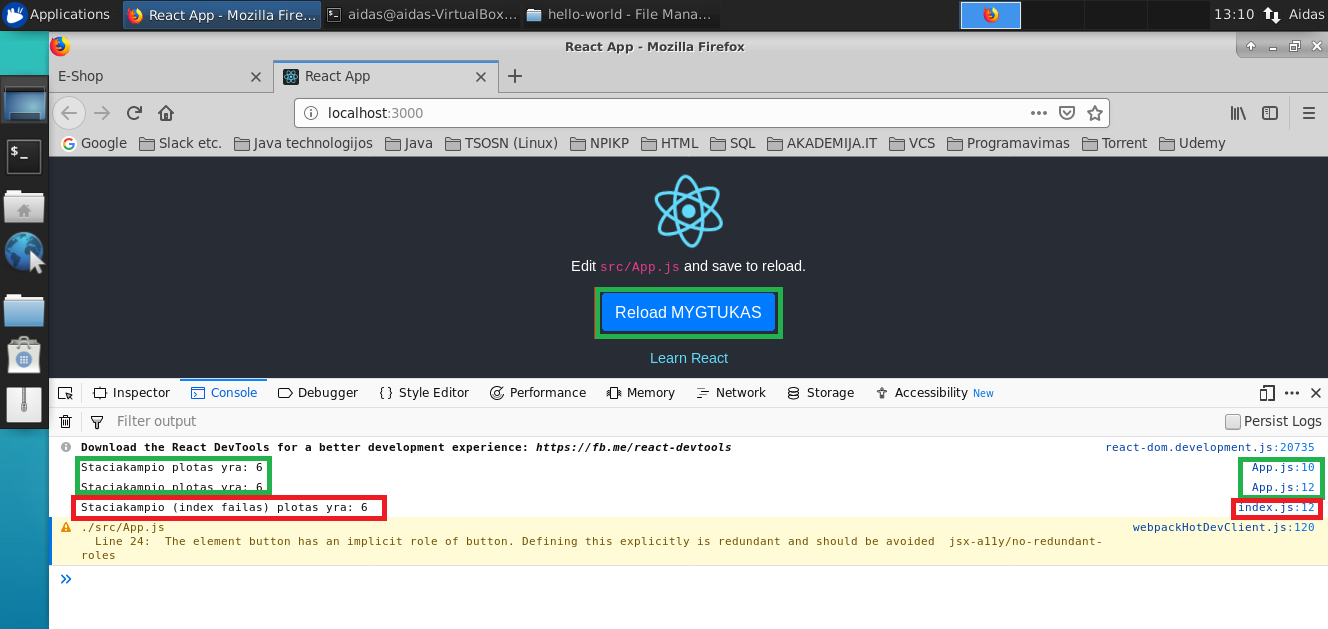 Applications React App - Mozilla Fire... aidas@aidas-VirtualBox... hello-world - File Mana... 13:10 Aidas
React App - Mozilla Firefox
E-Shop React App
localhost:3000
Google Slack etc. Java technologijos Java TSOSN (Linux) NPIKP HTML SQL AKADEMIJA.IT VCS Programavimas Torrent Udemy
Edit src/App.js and save to reload.
Reload MYGTUKAS
Learn React
Inspector Console Debugger {} Style Editor Performance Memory Network Storage Accessibility New
Filter output Persist Logs
Download the React DevTools for a better development experience: https://fb.me/react-devtools react-dom.development.js:20735
Staciakampio plotas yra: 6 App.js:10
Staciakampio plotas yra: 6 App.js:12
Staciakampio (index failas) plotas yra: 6 index.js:12
./src/App.js webpackHotDevClient.js:120
Line 24: The element button has an implicit role of button. Defining this explicitly is redundant and should be avoided jsx-a11y/no-redundant-
roles